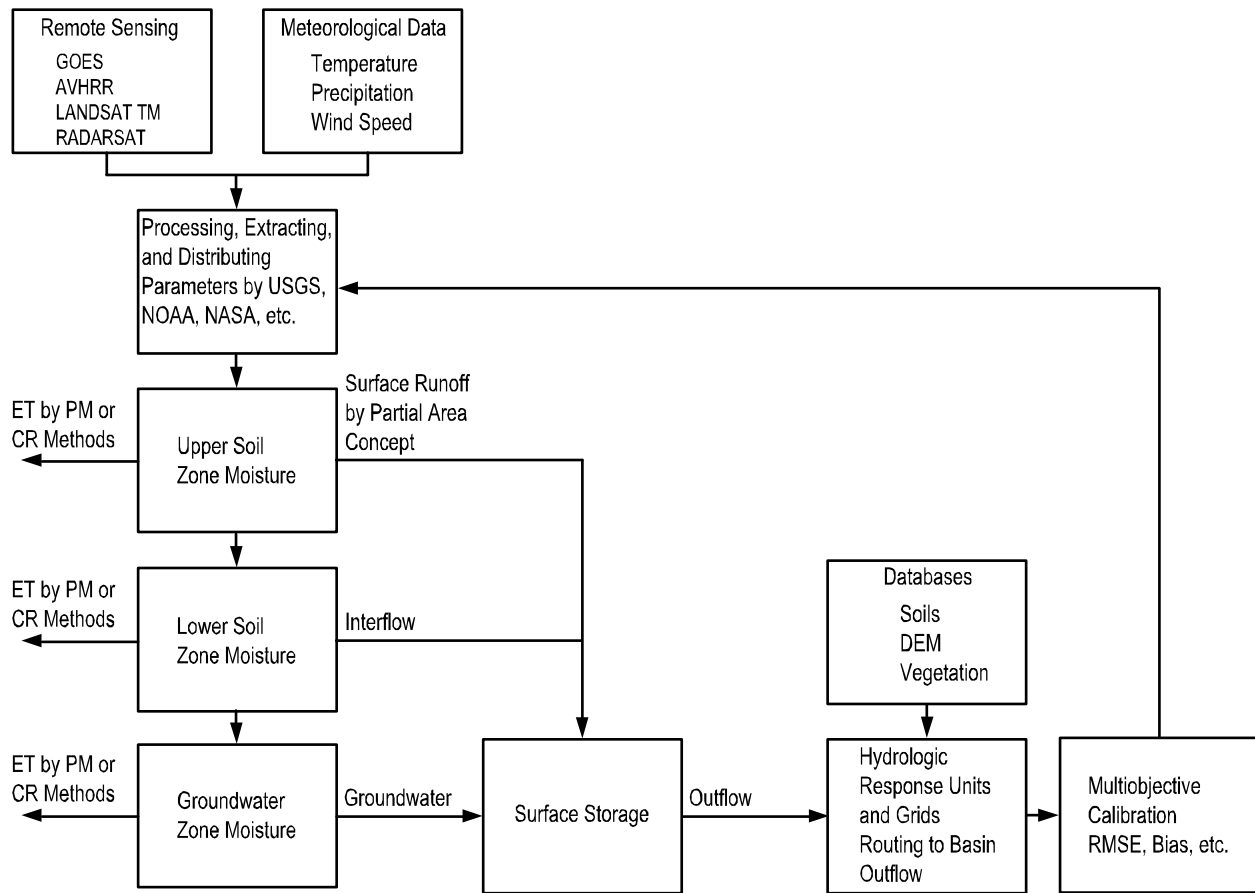 Remote Sensing
GOES
AVHRR
LANDSAT TM
RADARSAT
Meteorological Data
Temperature
Precipitation
Wind Speed
Processing, Extracting,
and Distributing
Parameters by USGS,
NOAA, NASA, etc.
ET by PM or
CR Methods
Upper Soil
Zone Moisture
Surface Runoff
by Partial Area
Concept
ET by PM or
CR Methods
Lower Soil
Zone Moisture
Interflow
Databases
Soils
DEM
Vegetation
ET by PM or
CR Methods
Groundwater
Zone Moisture
Groundwater
Surface Storage
Outflow
Hydrologic
Response Units
and Grids
Routing to Basin
Outflow
Multiobjective
Calibration
RMSE, Bias, etc.